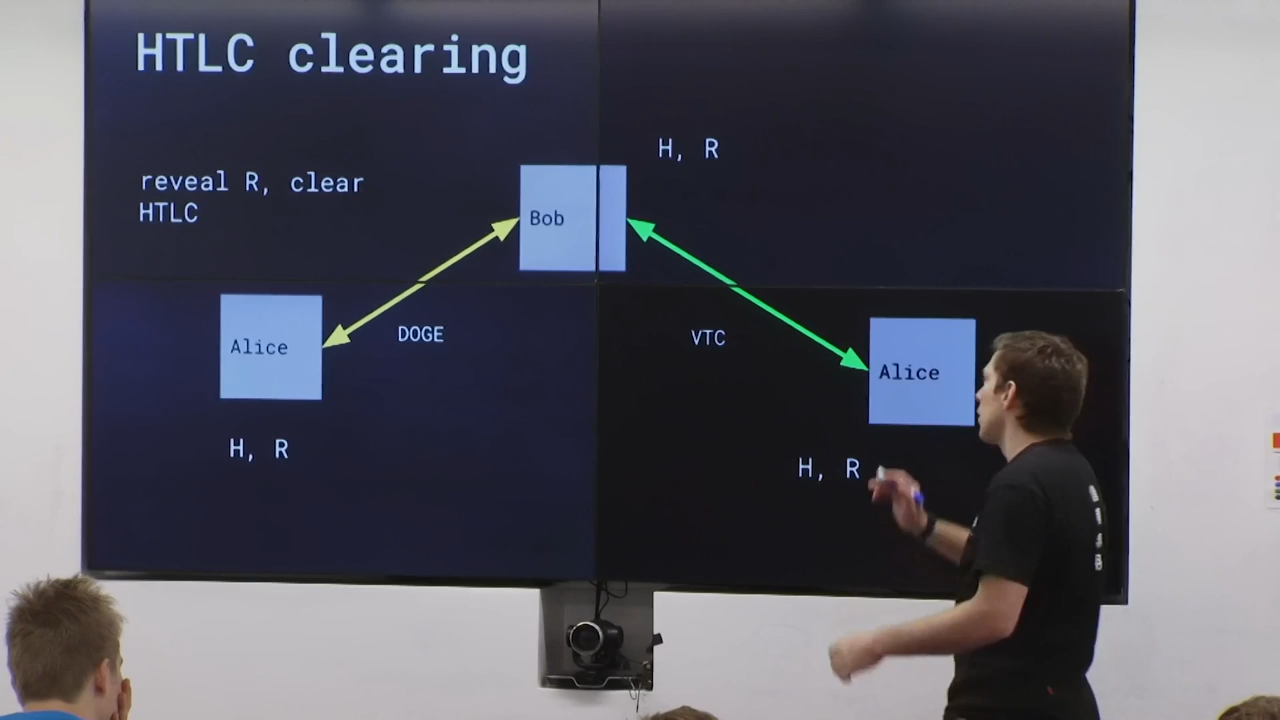 HTLC clearing
H, R
reveal R, clear
HTLC
Bob
Alice
DOGE
VTC
Alice
H, R
H, R